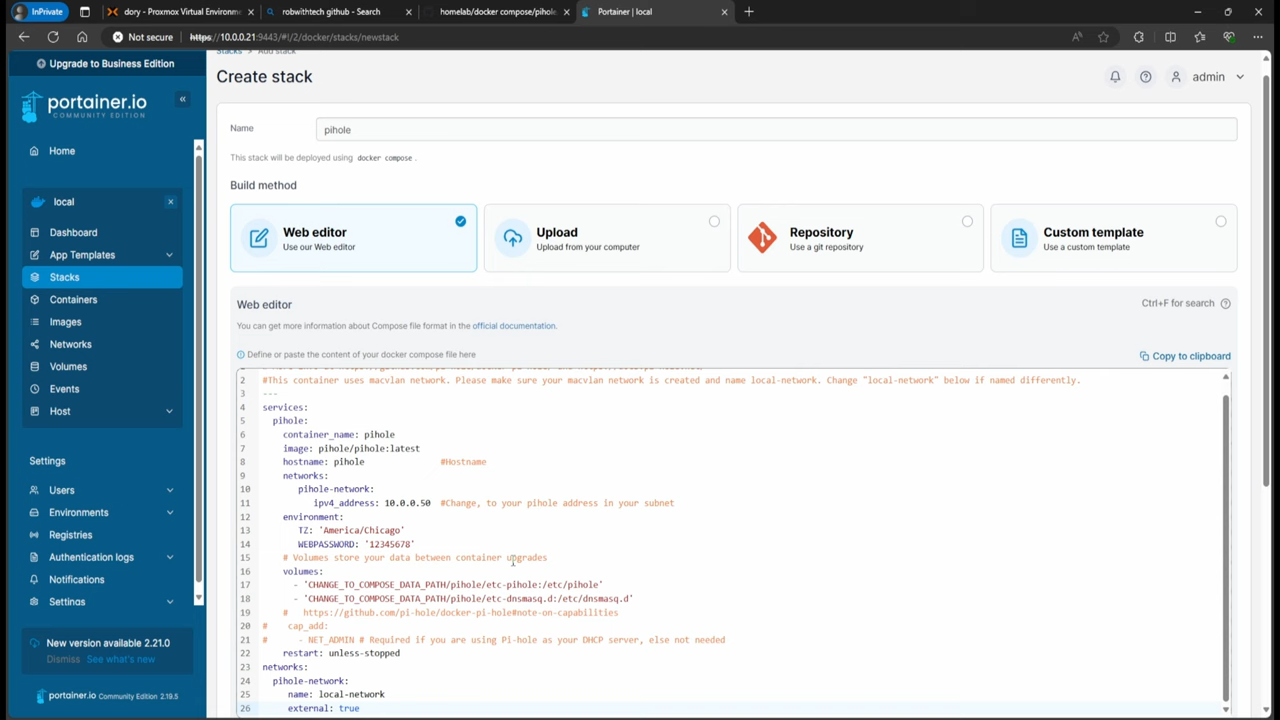 InPrivate
dory - Proxmox Virtual Environme
robwithtech github - Search
homelab/docker compose/pihole.
Portainer | local
Not secure
https://10.0.0.21:9443/#!/2/docker/stacks/newstack
Upgrade to Business Edition
portainer.io
COMMUNITY EDITION
Home
local
Dashboard
App Templates
Stacks
Containers
Images
Networks
Volumes
Events
Host
Settings
Users
Environments
Registries
Authentication logs
Notifications
Settings
New version available 2.21.0
Dismiss See what's new
portainer.io Community Edition 2.19.5
Stacks > Add stack
Create stack
admin
Name
pihole
This stack will be deployed using docker compose .
Build method
Web editor
Use our Web editor
Upload
Upload from your computer
Repository
Use a git repository
Custom template
Use a custom template
Web editor
Ctrl+F for search
You can get more information about Compose file format in the official documentation.
Define or paste the content of your docker compose file here
Copy to clipboard
2 #This container uses macvlan network. Please make sure your macvlan network is created and name local-network. Change "local-network" below if named differently.
3 ---
4 services:
5 pihole:
6 container_name: pihole
7 image: pihole/pihole:latest
8 hostname: pihole #Hostname
9 networks:
10 pihole-network:
11 ipv4_address: 10.0.0.50 #Change, to your pihole address in your subnet
12 environment:
13 TZ: 'America/Chicago'
14 WEBPASSWORD: '12345678'
15 # Volumes store your data between container upgrades
16 volumes:
17 - 'CHANGE_TO_COMPOSE_DATA_PATH/pihole/etc-pihole:/etc/pihole'
18 - 'CHANGE_TO_COMPOSE_DATA_PATH/pihole/etc-dnsmasq.d:/etc/dnsmasq.d'
19 # https://github.com/pi-hole/docker-pi-hole#note-on-capabilities
20 # cap_add:
21 # - NET_ADMIN # Required if you are using Pi-hole as your DHCP server, else not needed
22 restart: unless-stopped
23 networks:
24 pihole-network:
25 name: local-network
26 external: true